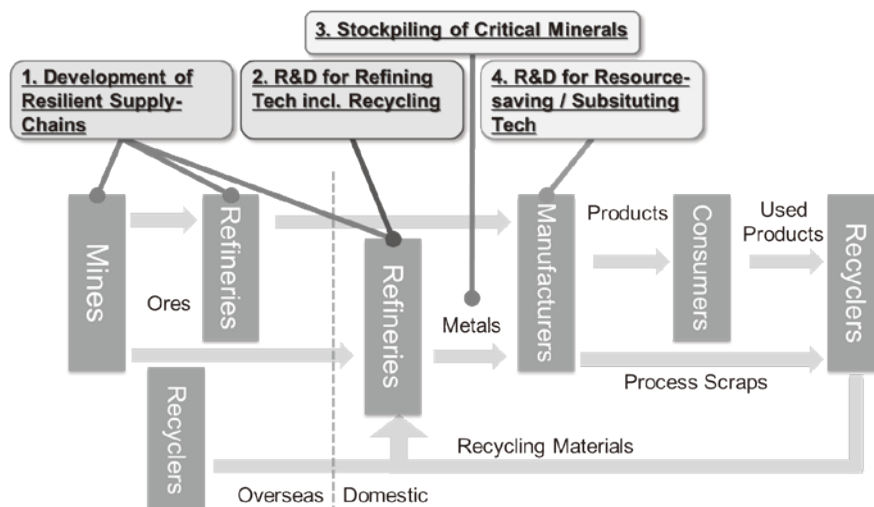 3. Stockpiling of Critical Minerals
1. Development of
Resilient Supply-
Chains
2. R&D for Refining
Tech incl. Recycling
4. R&D for Resource-
saving / Subsituting
Tech
Mines
Ores
Refineries
Recyclers
Refineries
Metals
Manufacturers
Products
Consumers
Used
Products
Recyclers
Process Scraps
Recycling Materials
Overseas
Domestic